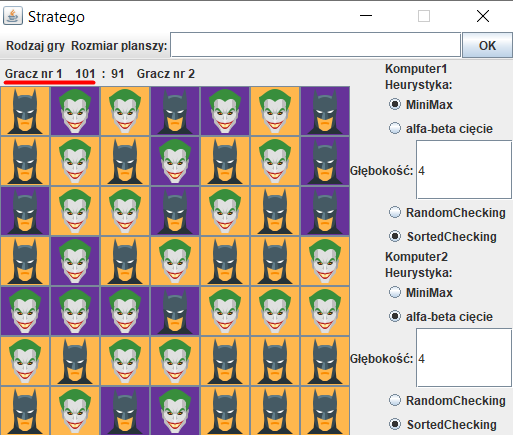 Stratego
Rodzaj gry Rozmiar planszy: OK
Gracz nr 1 101 : 91 Gracz nr 2
Komputer1
Heurystyka:
MiniMax
alfa-beta cięcie
Głębokość: 4
RandomChecking
SortedChecking
Komputer2
Heurystyka:
MiniMax
alfa-beta cięcie
Głębokość: 4
RandomChecking
SortedChecking